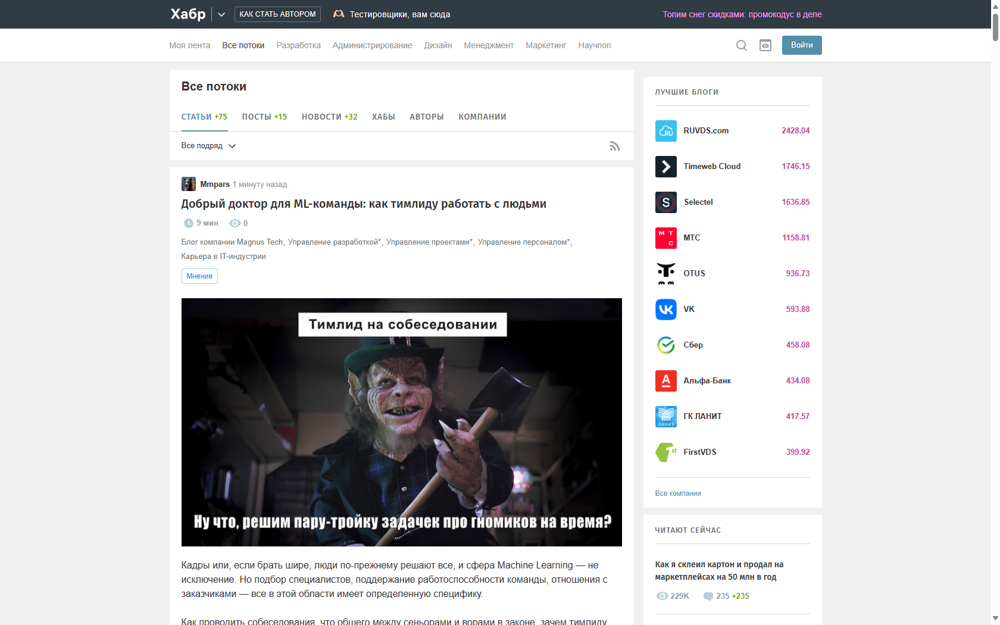 Хабр
КАК СТАТЬ АВТОРОМ
Тестировщики, вам сюда
Топим снег скидками: промокодус в деле
Моя лента Все потоки Разработка Администрирование Дизайн Менеджмент Маркетинг Научпоп
Войти
Все потоки
СТАТЬИ +75 ПОСТЫ +15 НОВОСТИ +32 ХАБЫ АВТОРЫ КОМПАНИИ
Все подряд
Mmpars 1 минуту назад
Добрый доктор для ML-команды: как тимлиду работать с людьми
9 мин 0
Блог компании Magnus Tech, Управление разработкой*, Управление проектами*, Управление персоналом*,
Карьера в IT-индустрии
Мнение
Тимлид на собеседовании
Ну что, решим пару-тройку задачек про гномиков на время?
Кадры или, если брать шире, люди по-прежнему решают все, и сфера Machine Learning — не
исключение. Но подбор специалистов, поддержание работоспособности команды, отношения с
заказчиками — все в этой области имеет определенную специфику.
Как проводить собеседования, что общего между сеньорами и ворами в законе, зачем тимлиду
ЛУЧШИЕ БЛОГИ
RU
RUVDS.com 2428.04
Timeweb Cloud 1746.15
S
Selectel 1636.85
М Т
С
МТС 1158.81
OTUS 936.73
VK
VK 593.88
Сбер 458.08
А
Альфа-Банк 434.08
ЛАНИТ
ГК ЛАНИТ 417.57
1st
FirstVDS 399.92
Все компании
ЧИТАЮТ СЕЙЧАС
Как я склеил картон и продал на
маркетплейсах на 50 млн в год
229K 235 +235